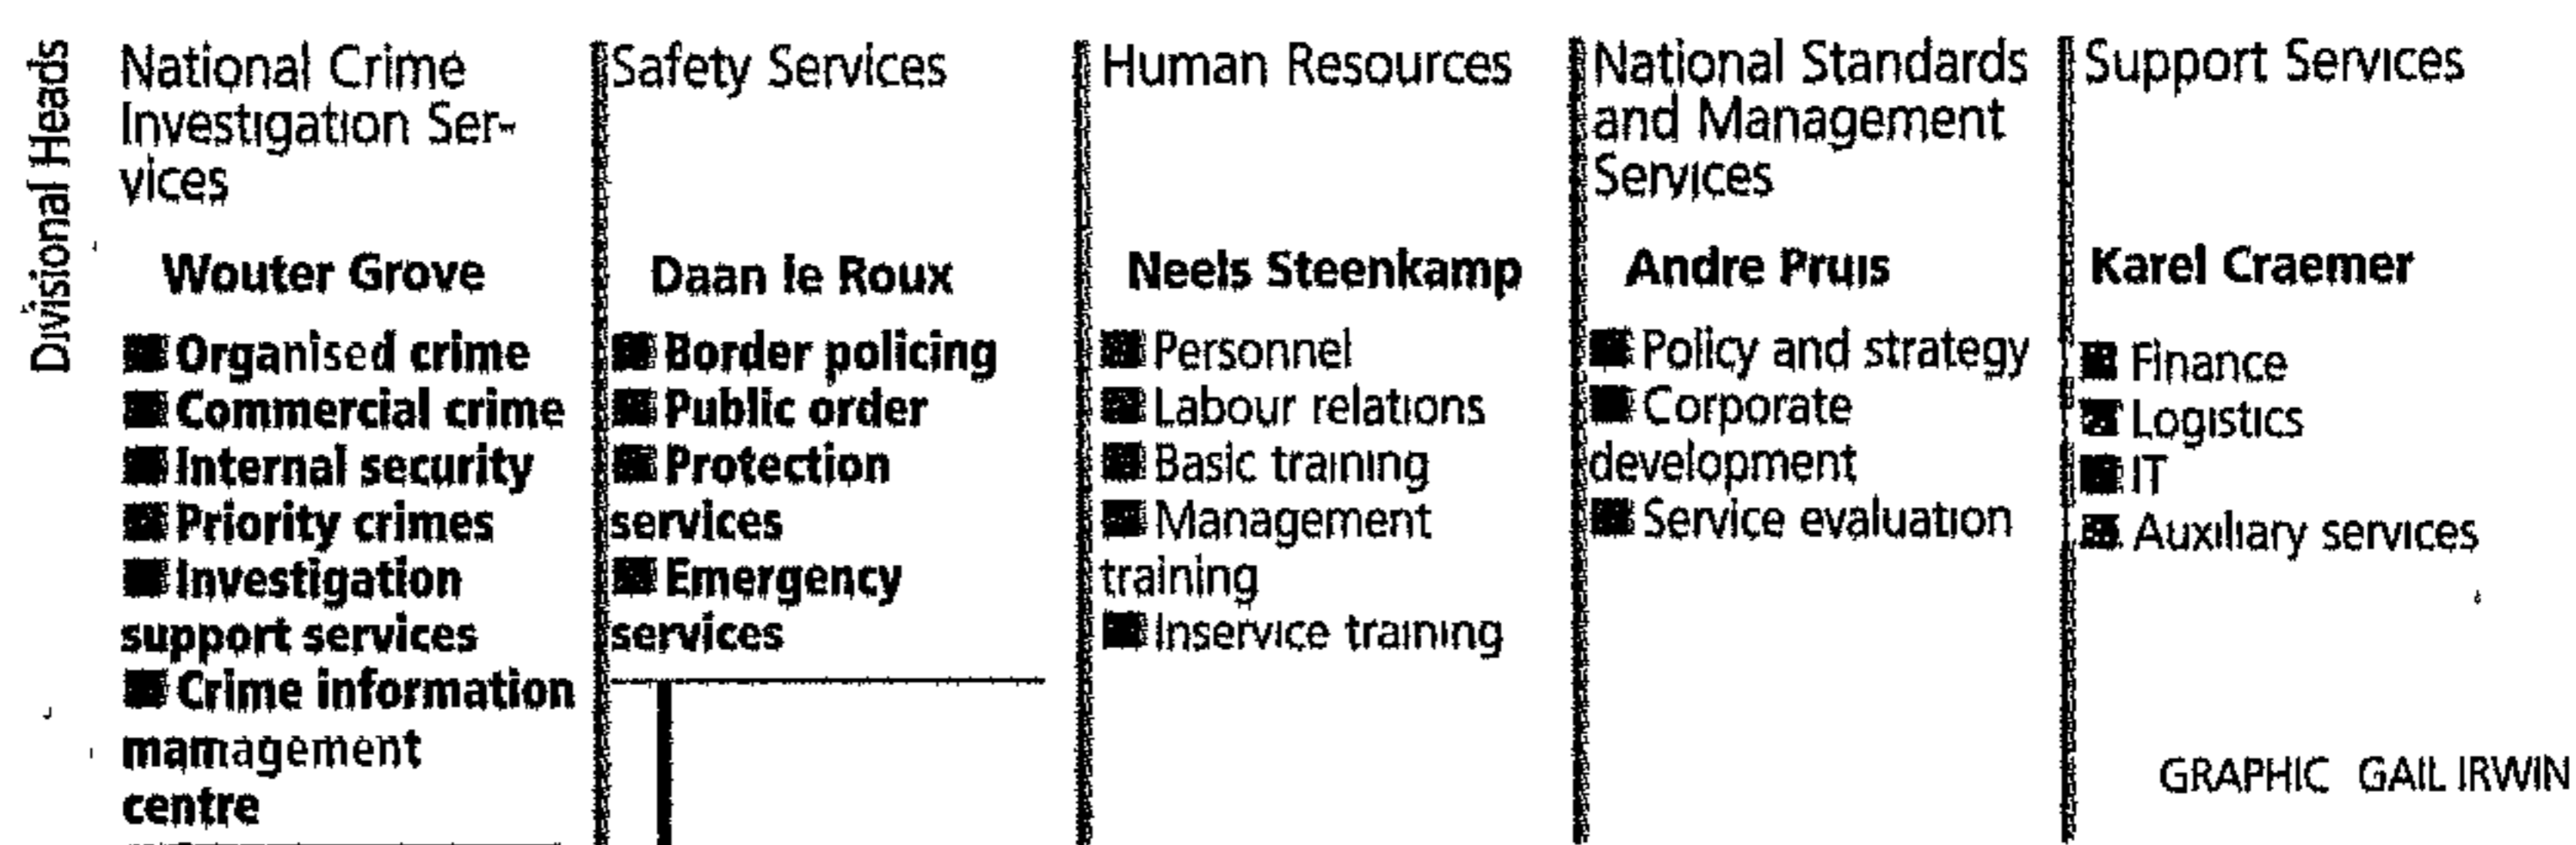 Divisional Heads
National Crime
Investigation Ser-
vices
Wouter Grove
■ Organised crime
■ Commercial crime
■ Internal security
■ Priority crimes
■ Investigation
support services
■ Crime information
mamagement
centre
Safety Services
Daan le Roux
■ Border policing
■ Public order
■ Protection
services
■ Emergency
services
Human Resources
Neels Steenkamp
■ Personnel
■ Labour relations
■ Basic training
■ Management
training
■ Inservice training
National Standards
and Management
Services
Andre Pruis
■ Policy and strategy
■ Corporate
development
■ Service evaluation
Support Services
Karel Craemer
■ Finance
■ Logistics
■ IT
■ Auxiliary services
GRAPHIC GAIL IRWIN